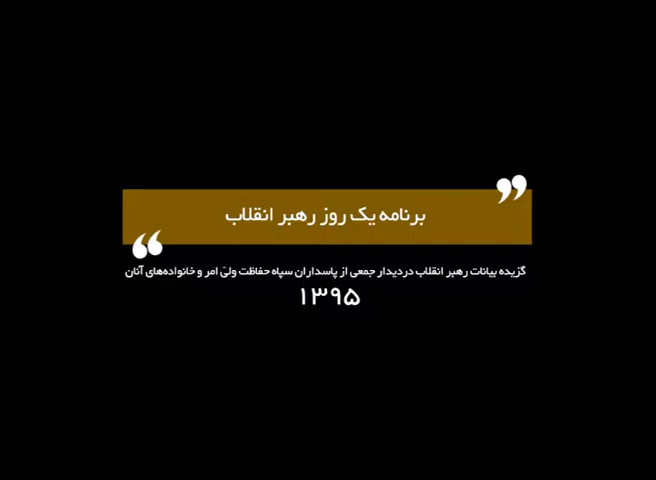 برنامه یک روز رهبر انقلاب
گزیده بیانات رهبر انقلاب در دیدار جمعی از پاسداران سپاه حفاظت ولیّ امر و خانواده‌های آنان
۱۳۹۵